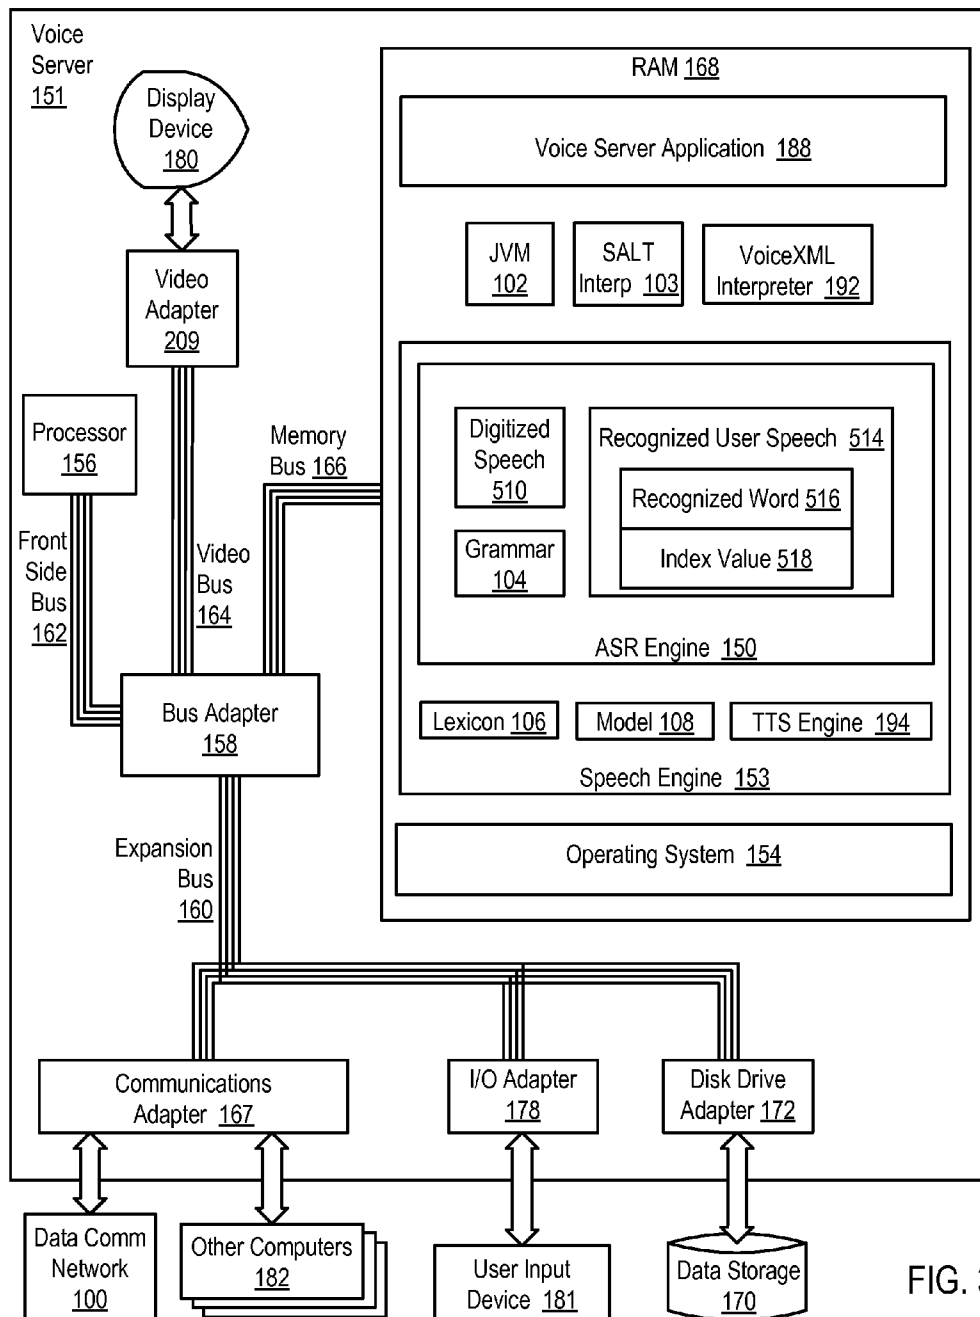 Voice
Server
151
Display
Device
180
Video
Adapter
209
Processor
156
Front
Side
Bus
162
Video
Bus
164
Memory
Bus 166
Bus Adapter
158
Expansion
Bus
160
RAM 168
Voice Server Application 188
JVM
102
SALT
Interp 103
VoiceXML
Interpreter 192
Digitized
Speech
510
Grammar
104
Recognized User Speech 514
Recognized Word 516
Index Value 518
ASR Engine 150
Lexicon 106
Model 108
TTS Engine 194
Speech Engine 153
Operating System 154
Communications
Adapter 167
I/O Adapter
178
Disk Drive
Adapter 172
Data Comm
Network
100
Other Computers
182
User Input
Device 181
Data Storage
170
FIG.